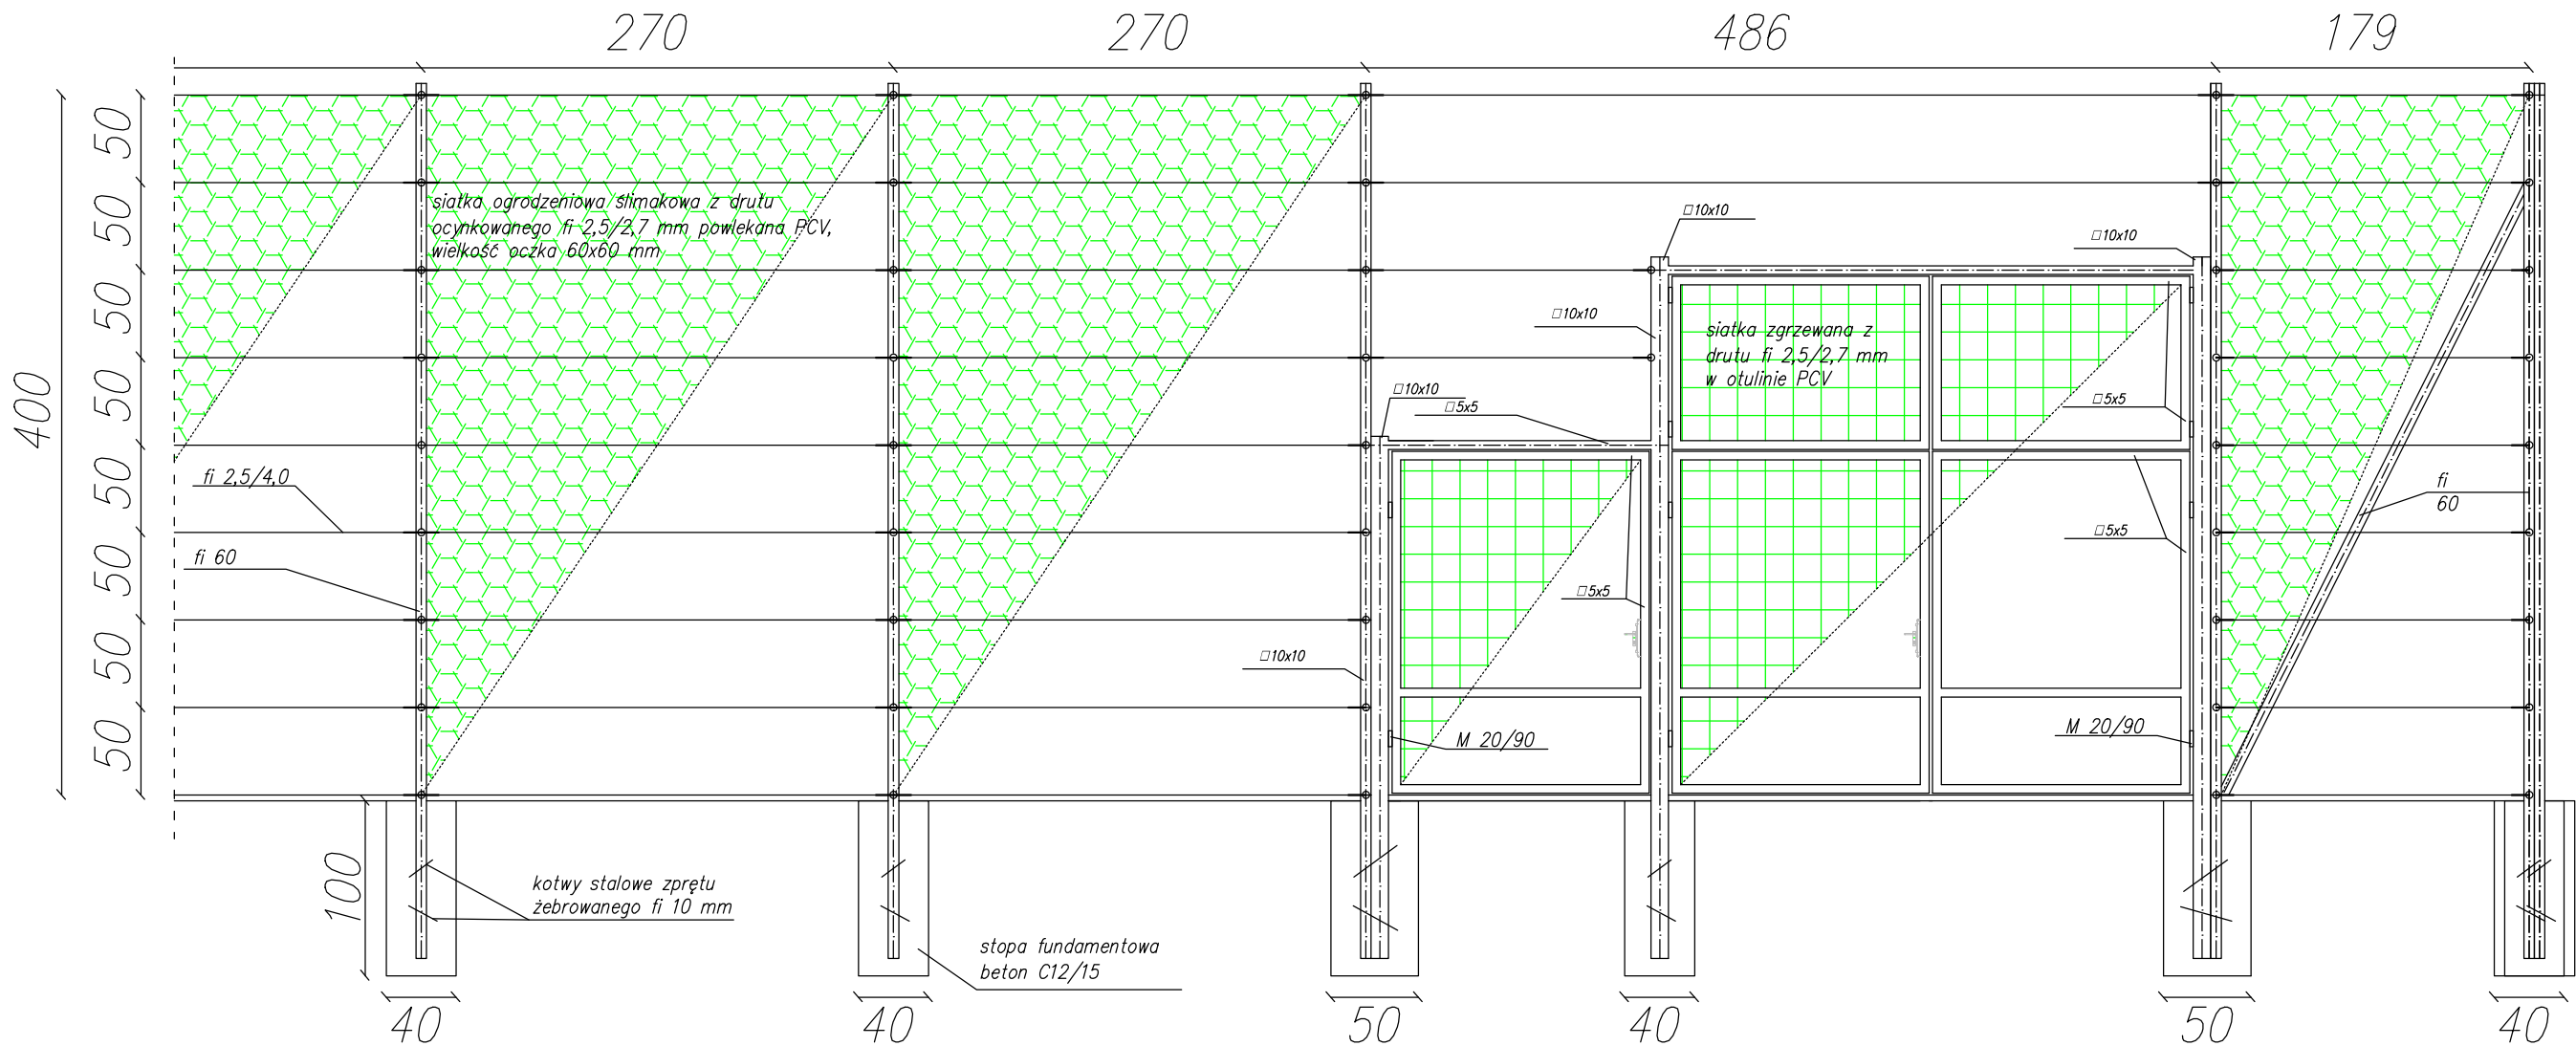 270
270
486
179
400
50
50
50
50
50
50
50
50
siatka ogrodzeniowa ślimakowa z drutu
ocynkowanego fi 2,5/2,7 mm powlekana PCV,
wielkość oczka 60x60 mm
□10x10
□10x10
□10x10
siatka zgrzewana z
drutu fi 2,5/2,7 mm
w otulinie PCV
□10x10
□5x5
□5x5
fi 2,5/4,0
fi
60
□5x5
fi 60
□5x5
□10x10
M 20/90
M 20/90
100
kotwy stalowe zprętu
żebrowanego fi 10 mm
stopa fundamentowa
beton C12/15
40
40
50
40
50
40